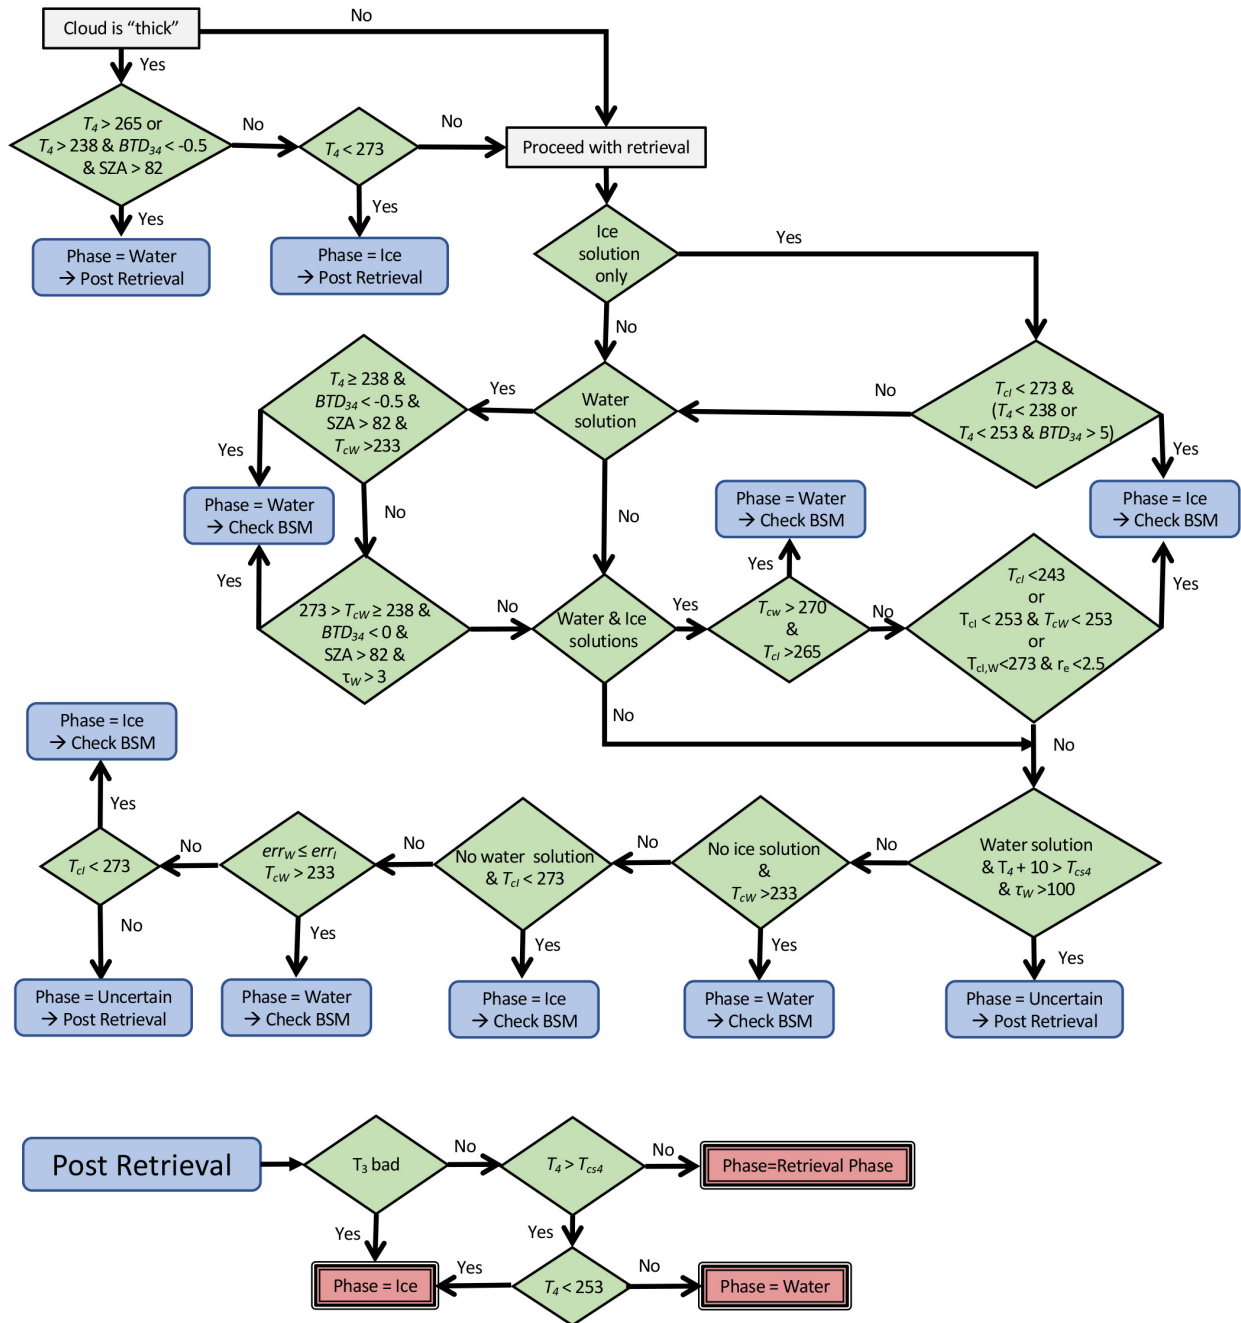 Cloud is “thick”
No
Yes
T4 > 265 or
T4 > 238 & BTD34 < -0.5
& SZA > 82
No
T4 < 273
No
Proceed with retrieval
Yes
Phase = Water
→ Post Retrieval
Yes
Phase = Ice
→ Post Retrieval
Ice
solution
only
Yes
No
T4 ≥ 238 &
BTD34 < -0.5 &
SZA > 82 &
TcW >233
Yes
Water
solution
No
TcI < 273 &
(T4 < 238 or
T4 < 253 & BTD34 > 5)
Yes
Yes
Phase = Water
→ Check BSM
No
No
Phase = Water
→ Check BSM
Phase = Ice
→ Check BSM
Yes
273 > TcW ≥ 238 &
BTD34 < 0 &
SZA > 82 &
τW > 3
No
Water & Ice
solutions
Yes
Yes
Tcw > 270
&
TcI >265
No
TcI <243
or
TcI < 253 & TcW < 253
or
TcI,W<273 & re <2.5
Yes
No
No
Phase = Ice
→ Check BSM
Yes
TcI < 273
No
errW ≤ errI
TcW > 233
No
No water solution
& TcI < 273
No
No ice solution
&
TcW >233
No
Water solution
& T4 + 10 > Tcs4
& τW >100
No
Yes
Yes
Yes
Yes
Phase = Uncertain
→ Post Retrieval
Phase = Water
→ Check BSM
Phase = Ice
→ Check BSM
Phase = Water
→ Check BSM
Phase = Uncertain
→ Post Retrieval
Post Retrieval
T3 bad
No
T4 > Tcs4
No
Phase=Retrieval Phase
Yes
Yes
Phase = Ice
Yes
T4 < 253
No
Phase = Water